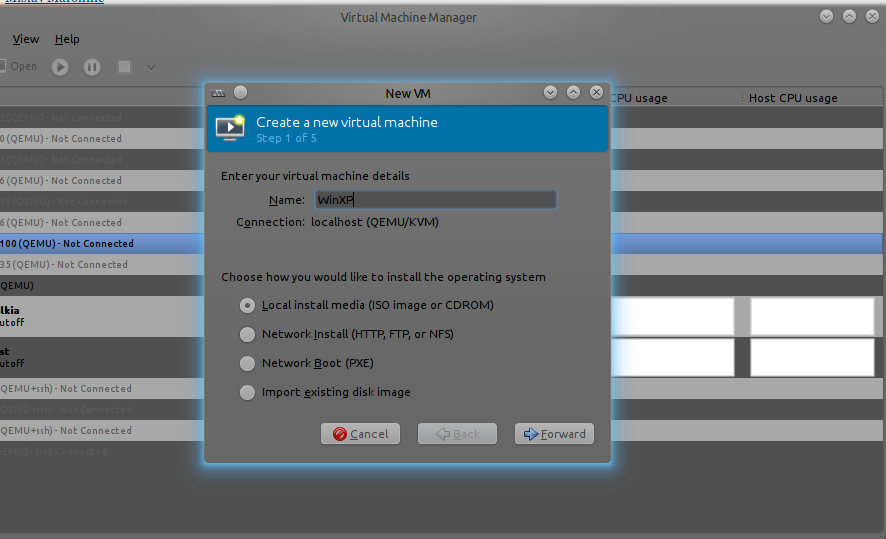 Mislav Marohnić
Virtual Machine Manager
View Help
Open
New VM
CPU usage
Host CPU usage
Create a new virtual machine
Step 1 of 5
Enter your virtual machine details
Name: WinXP
Connection: localhost (QEMU/KVM)
Choose how you would like to install the operating system
Local install media (ISO image or CDROM)
Network Install (HTTP, FTP, or NFS)
Network Boot (PXE)
Import existing disk image
Cancel
Back
Forward
2 (QEMU) - Not Connected
0 (QEMU) - Not Connected
(QEMU) - Not Connected
6 (QEMU) - Not Connected
(QEMU) - Not Connected
6 (QEMU) - Not Connected
100 (QEMU) - Not Connected
35 (QEMU) - Not Connected
QEMU)
lkia
utoff
st
utoff
QEMU+ssh) - Not Connected
(QEMU+ssh) - Not Connected
QEMU+ssh) - Not Connected
QEMU) - Not Connected